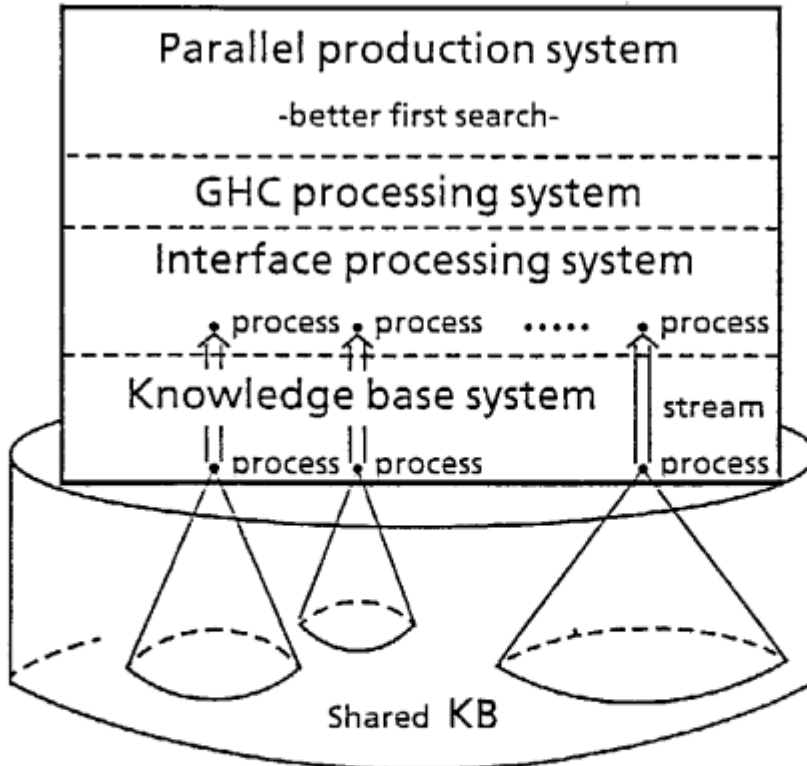 Parallel production system
-better first search-
GHC processing system
Interface processing system
process process ..... process
Knowledge base system
stream
process process process
Shared KB